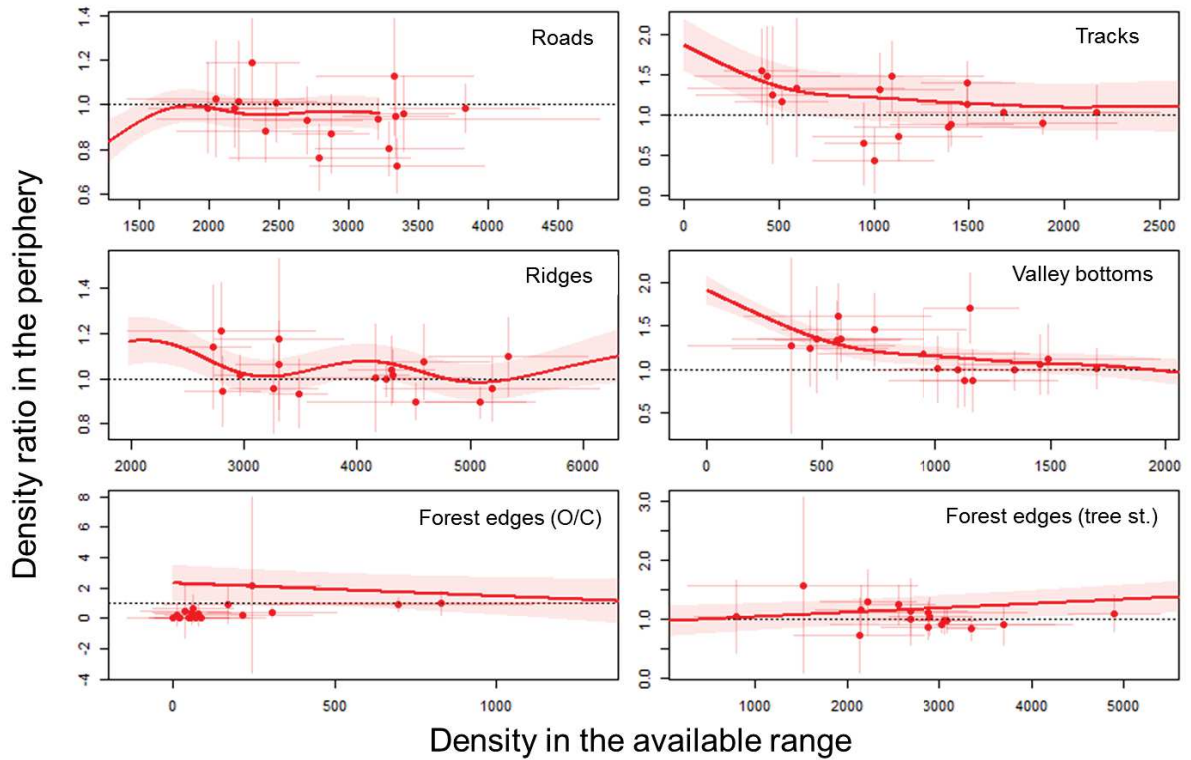 Density ratio in the periphery
Roads
1.4
1.2
1.0
0.8
0.6
1500 2000 2500 3000 3500 4000 4500
Tracks
2.0
1.5
1.0
0.5
0.0
0 500 1000 1500 2000 2500
Ridges
1.4
1.2
1.0
0.8
2000 3000 4000 5000 6000
Valley bottoms
2.0
1.5
1.0
0.5
0 500 1000 1500 2000
Forest edges (O/C)
8
6
4
2
0
-2
-4
0 500 1000
Forest edges (tree st.)
3.0
2.0
1.0
0.0
1000 2000 3000 4000 5000
Density in the available range